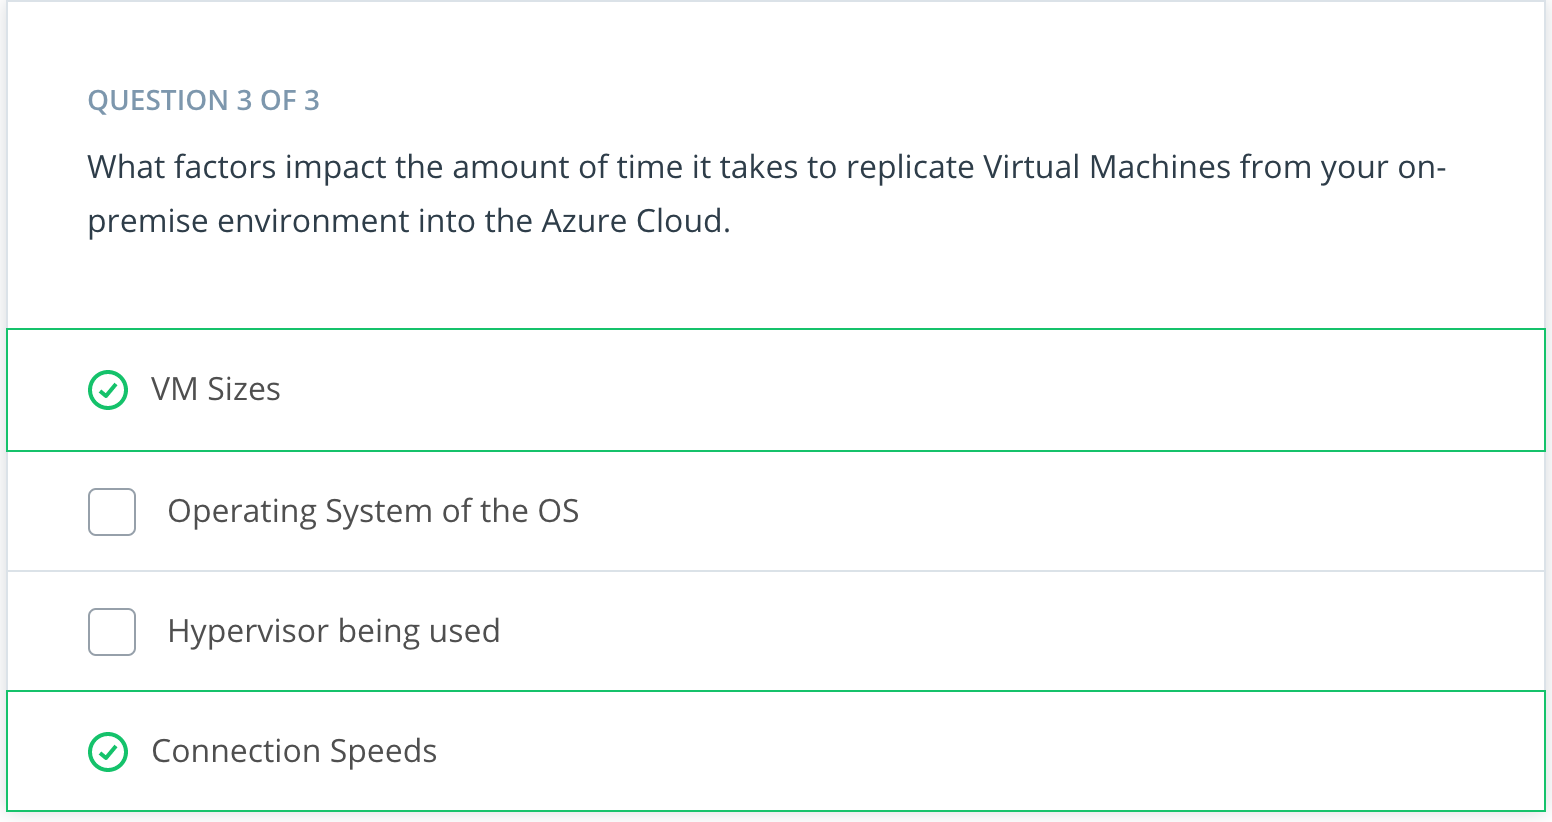 QUESTION 3 OF 3
What factors impact the amount of time it takes to replicate Virtual Machines from your on-
premise environment into the Azure Cloud.
VM Sizes
Operating System of the OS
Hypervisor being used
Connection Speeds